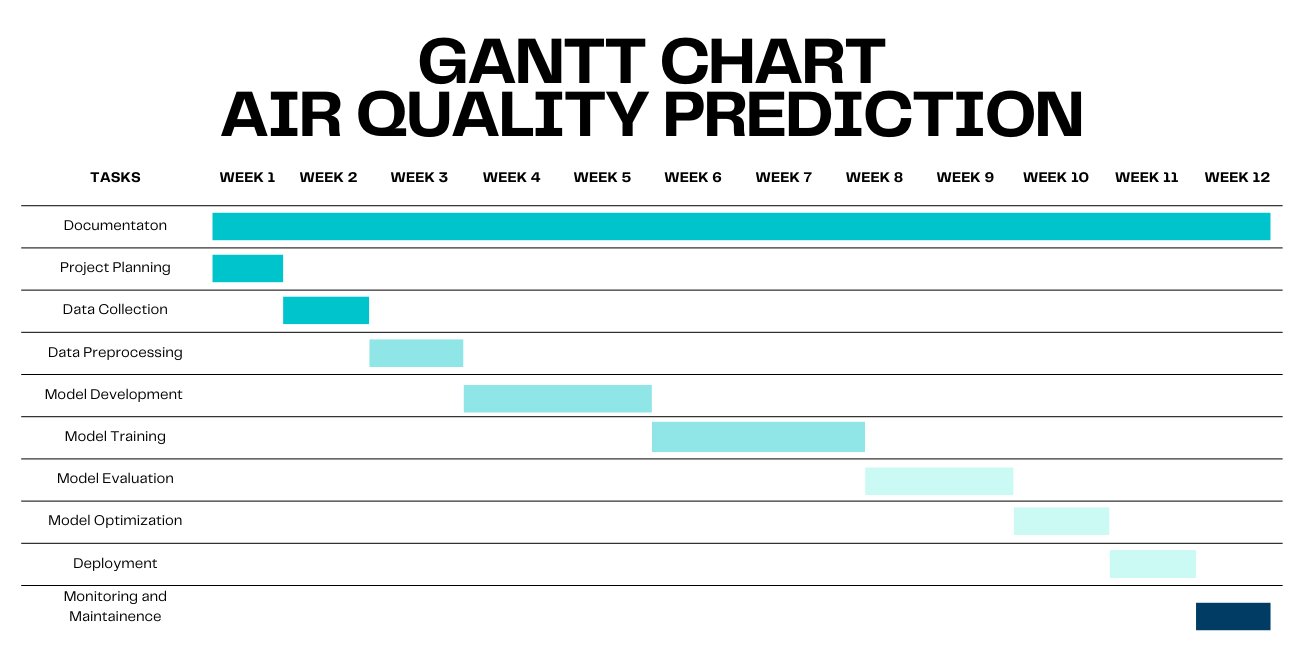 GANTT CHART
AIR QUALITY PREDICTION
TASKS WEEK 1 WEEK 2 WEEK 3 WEEK 4 WEEK 5 WEEK 6 WEEK 7 WEEK 8 WEEK 9 WEEK 10 WEEK 11 WEEK 12
Documentaton
Project Planning
Data Collection
Data Preprocessing
Model Development
Model Training
Model Evaluation
Model Optimization
Deployment
Monitoring and
Maintainence